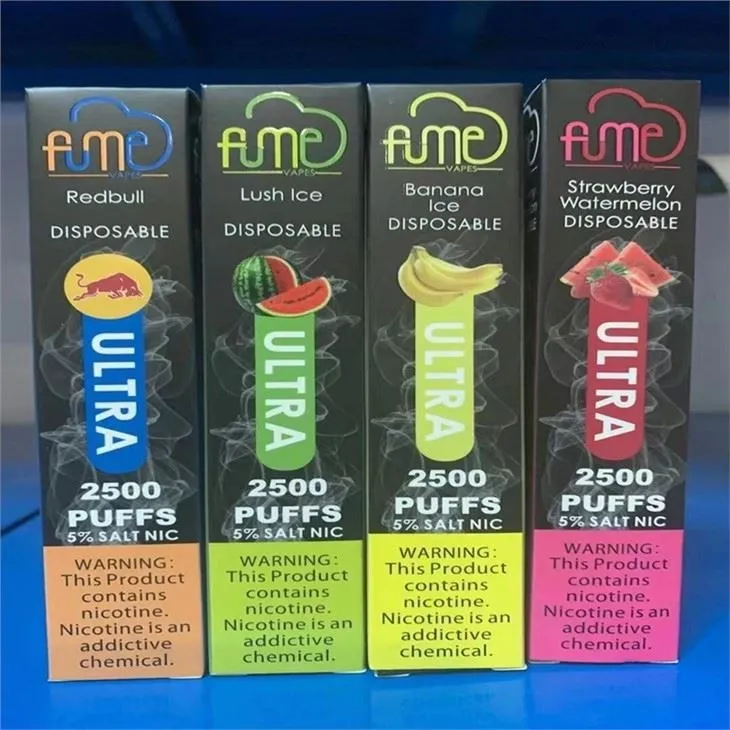 fume
VAPES
Redbull
DISPOSABLE
ULTRA
2500
PUFFS
5% SALT NIC
WARNING:
This Product
contains
nicotine.
Nicotine is an
addictive
chemical.
fume
VAPES
Lush Ice
DISPOSABLE
ULTRA
2500
PUFFS
5% SALT NIC
WARNING:
This Product
contains
nicotine.
Nicotine is an
addictive
chemical.
fume
VAPES
Banana
Ice
DISPOSABLE
ULTRA
2500
PUFFS
5% SALT NIC
WARNING:
This Product
contains
nicotine.
Nicotine is an
addictive
chemical.
fume
VAPES
Strawberry
Watermelon
DISPOSABLE
ULTRA
2500
PUFFS
5% SALT NIC
WARNING:
This Product
contains
nicotine.
Nicotine is an
addictive
chemical.